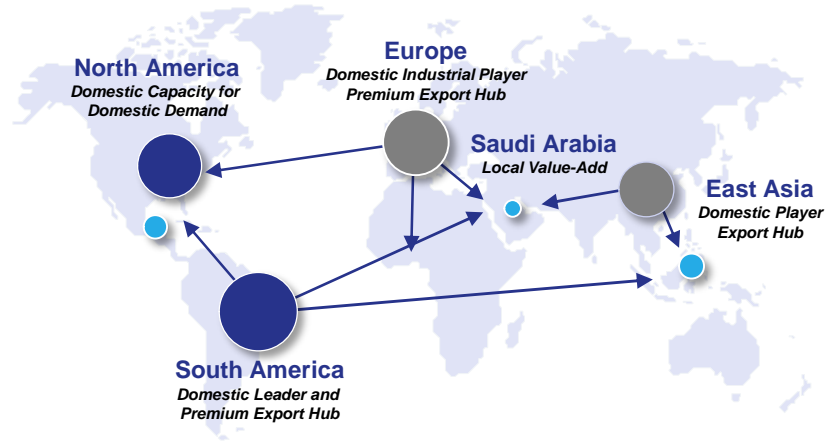 North America
Domestic Capacity for
Domestic Demand
Europe
Domestic Industrial Player
Premium Export Hub
Saudi Arabia
Local Value-Add
East Asia
Domestic Player
Export Hub
South America
Domestic Leader and
Premium Export Hub